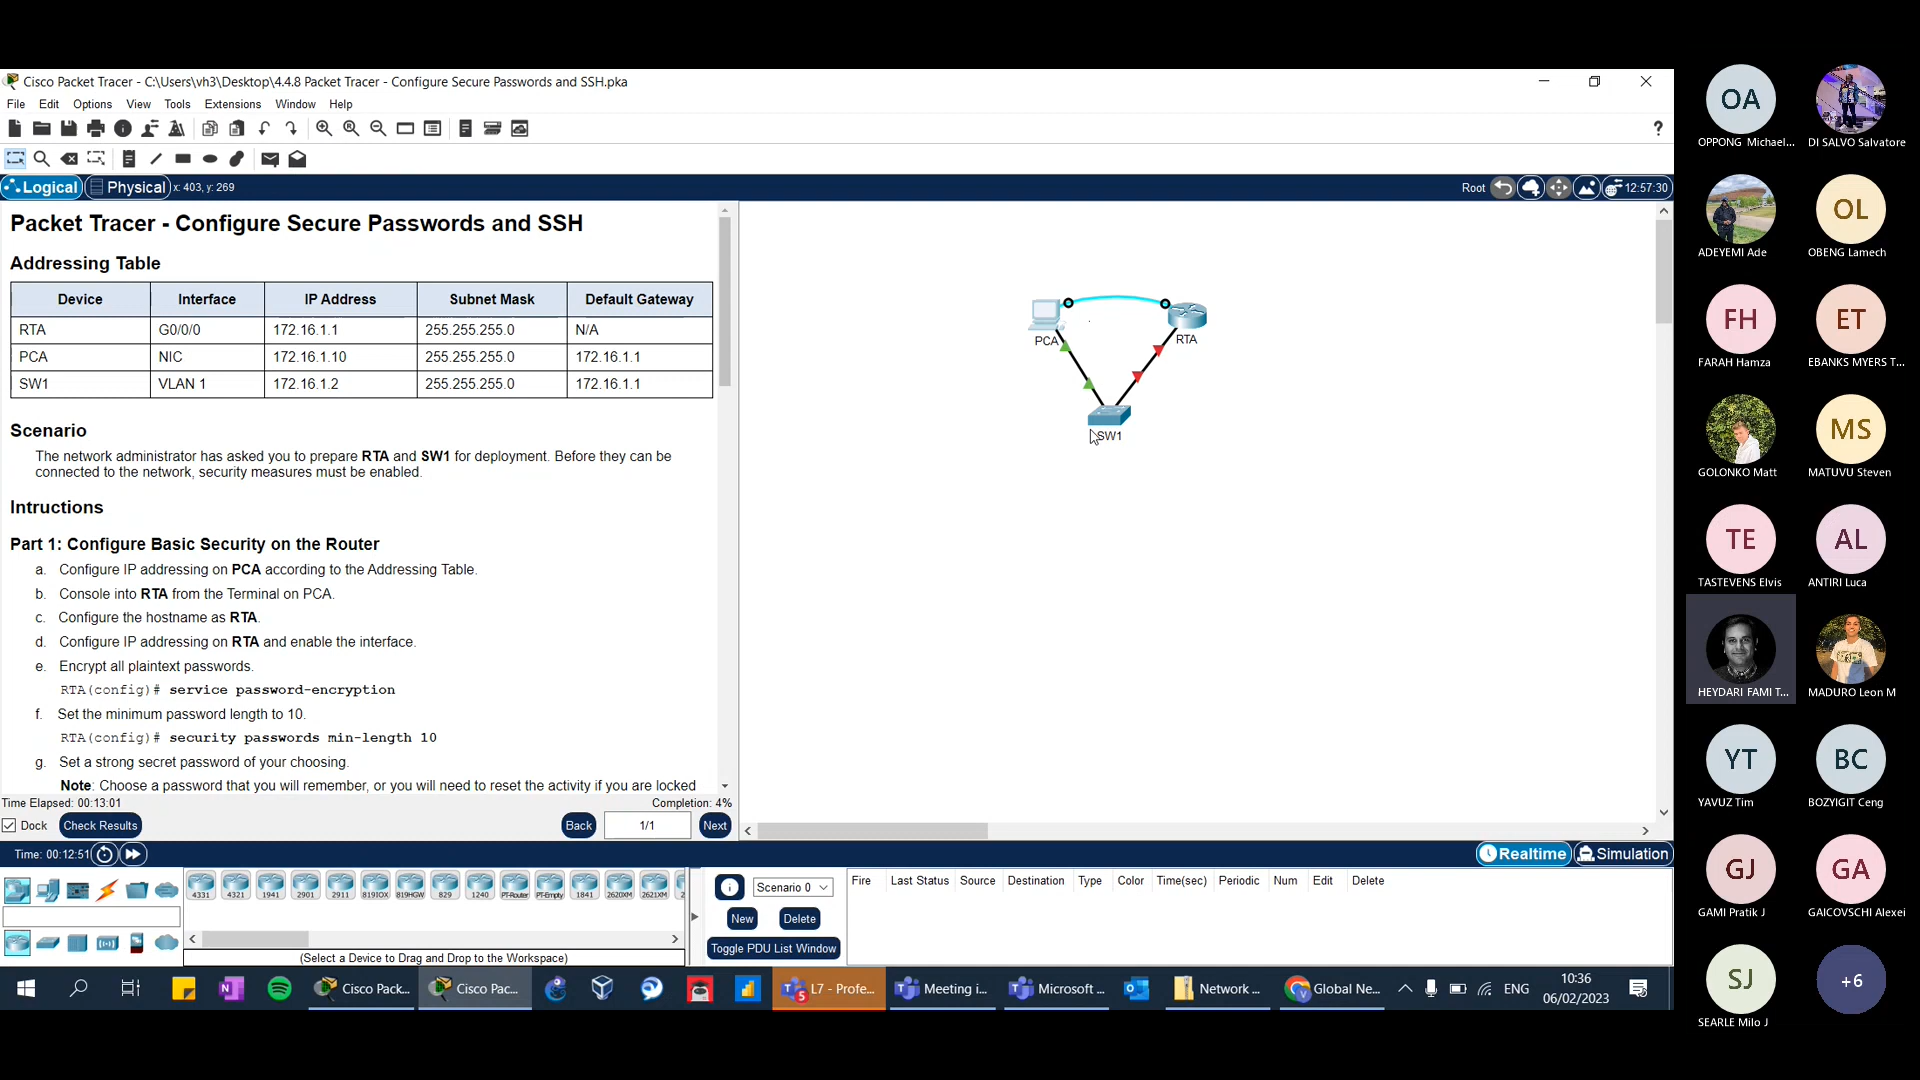 Cisco Packet Tracer - C:\Users\vh3\Desktop\4.4.8 Packet Tracer - Configure Secure Passwords and SSH.pka
File Edit Options View Tools Extensions Window Help
Logical Physical x: 403, y: 269
Root 12:57:30
Packet Tracer - Configure Secure Passwords and SSH
Addressing Table
Device Interface IP Address Subnet Mask Default Gateway
RTA G0/0/0 172.16.1.1 255.255.255.0 N/A
PCA NIC 172.16.1.10 255.255.255.0 172.16.1.1
SW1 VLAN 1 172.16.1.2 255.255.255.0 172.16.1.1
Scenario
The network administrator has asked you to prepare RTA and SW1 for deployment. Before they can be
connected to the network, security measures must be enabled.
Intructions
Part 1: Configure Basic Security on the Router
a. Configure IP addressing on PCA according to the Addressing Table.
b. Console into RTA from the Terminal on PCA.
c. Configure the hostname as RTA.
d. Configure IP addressing on RTA and enable the interface.
e. Encrypt all plaintext passwords.
RTA(config)# service password-encryption
f. Set the minimum password length to 10.
RTA(config)# security passwords min-length 10
g. Set a strong secret password of your choosing.
Note: Choose a password that you will remember, or you will need to reset the activity if you are locked
Time Elapsed: 00:13:01 Completion: 4%
Dock Check Results Back 1/1 Next
PCA
RTA
SW1
Time: 00:12:51
Realtime Simulation
4331 4321 1941 2901 2911 819IOX 819HGW 829 1240 PT-Router PT-Empty 1841 2620XM 2621XM 2
(Select a Device to Drag and Drop to the Workspace)
Scenario 0
New Delete
Toggle PDU List Window
Fire Last Status Source Destination Type Color Time(sec) Periodic Num Edit Delete
Cisco Pack...
Cisco Pac...
L7 - Profe...
Meeting i...
Microsoft ...
Network ...
Global Ne...
ENG
10:36
06/02/2023
OA
OPPONG Michael...
DI SALVO Salvatore
ADEYEMI Ade
OL
OBENG Lamech
FH
FARAH Hamza
ET
EBANKS MYERS T...
GOLONKO Matt
MS
MATUVU Steven
TE
TASTEVENS Elvis
AL
ANTIRI Luca
HEYDARI FAMI T...
MADURO Leon M
YT
YAVUZ Tim
BC
BOZYIGIT Ceng
GJ
GAMI Pratik J
GA
GAICOVSCHI Alexei
SJ
SEARLE Milo J
+6